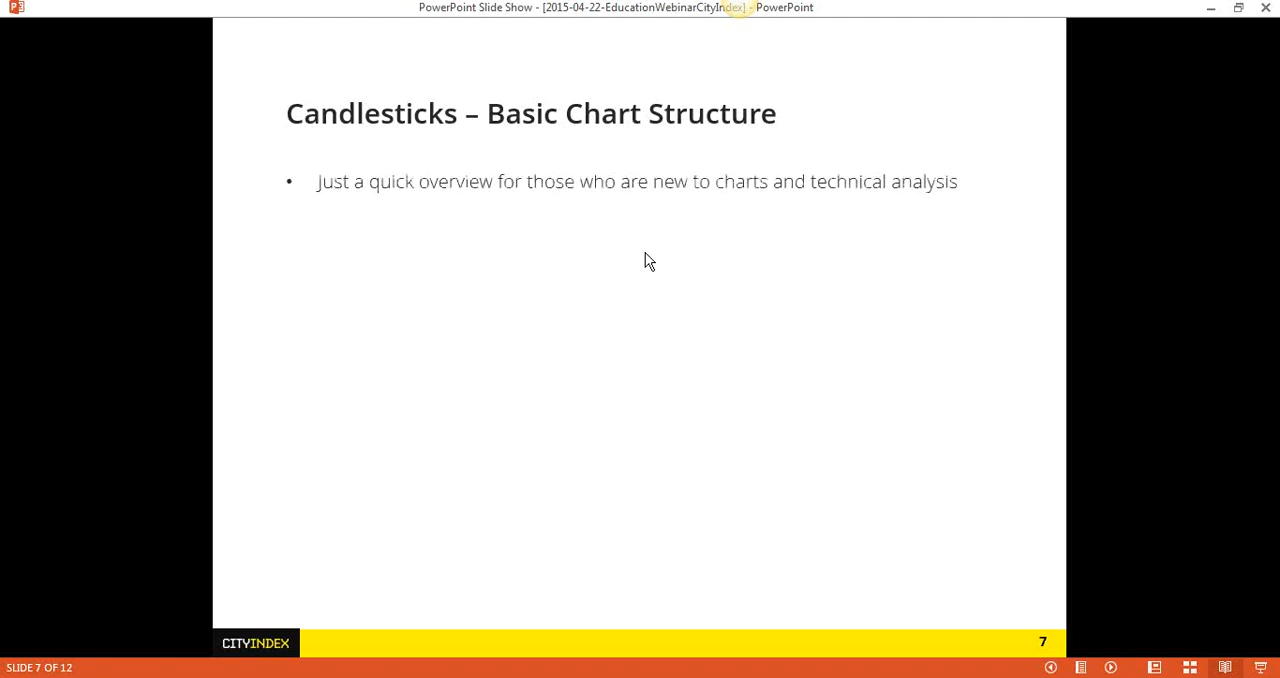 PowerPoint Slide Show - [2015-04-22-EducationWebinarCityIndex] - PowerPoint
Candlesticks – Basic Chart Structure
• Just a quick overview for those who are new to charts and technical analysis
CITYINDEX
7
SLIDE 7 OF 12